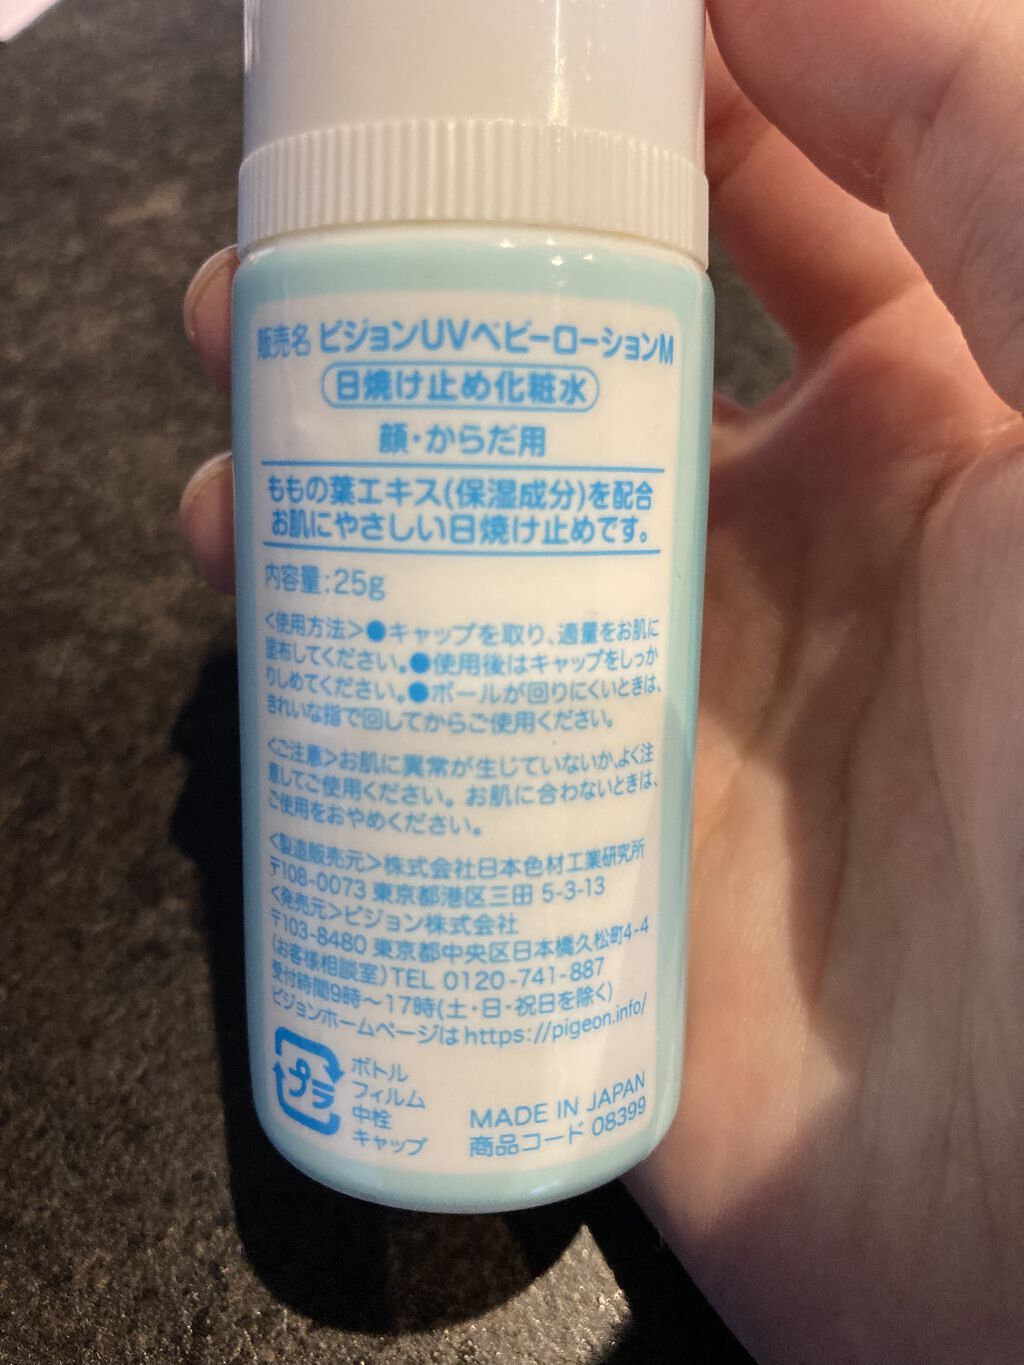 販売名 ピジョンUVベビーローションM
日焼け止め化粧水
顔・からだ用
ももの葉エキス(保湿成分)を配合
お肌にやさしい日焼け止めです。
内容量:25g
<使用方法>●キャップを取り、適量をお肌に
塗布してください。●使用後はキャップをしっか
りしめてください。●ボールが回りにくいときは、
きれいな指で回してからご使用ください。
<ご注意>お肌に異常が生じていないか、よく注
意してご使用ください。お肌に合わないときは、
ご使用をおやめください。
<製造販売元>株式会社日本色材工業研究所
〒108-0073 東京都港区三田 5-3-13
<発売元>ピジョン株式会社
〒103-8480 東京都中央区日本橋久松町4-4
(お客様相談室)TEL 0120-741-887
受付時間9時～17時(土・日・祝日を除く)
ピジョンホームページは https://pigeon.info/
プラ
ボトル
フィルム
中栓
キャップ
MADE IN JAPAN
商品コード 08399